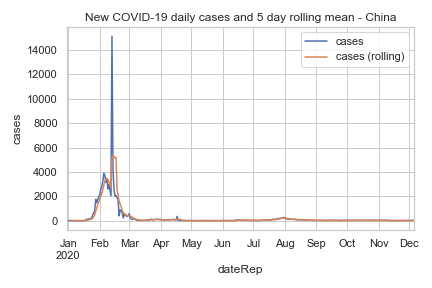 New COVID-19 daily cases and 5 day rolling mean - China
cases
cases (rolling)
14000
12000
10000
8000
6000
4000
2000
0
cases
Jan Feb Mar Apr May Jun Jul Aug Sep Oct Nov Dec
2020
dateRep